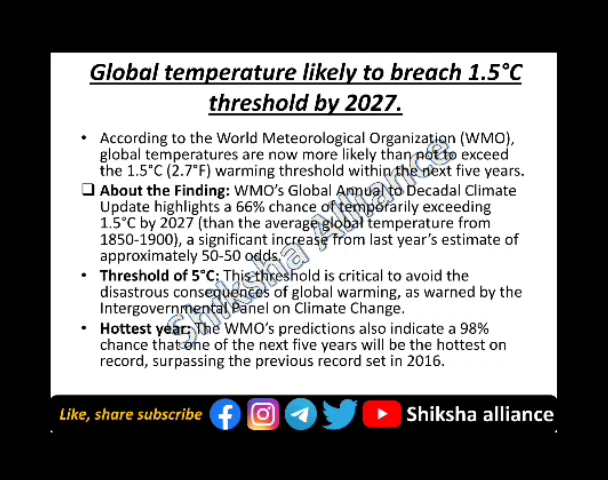 Global temperature likely to breach 1.5°C
threshold by 2027.
• According to the World Meteorological Organization (WMO),
global temperatures are now more likely than not to exceed
the 1.5°C (2.7°F) warming threshold within the next five years.
❑ About the Finding: WMO's Global Annual to Decadal Climate
Update highlights a 66% chance of temporarily exceeding
1.5°C by 2027 (than the average global temperature from
1850-1900), a significant increase from last year's estimate of
approximately 50-50 odds.
• Threshold of 5°C: This threshold is critical to avoid the
disastrous consequences of global warming, as warned by the
Intergovernmental Panel on Climate Change.
• Hottest year: The WMO's predictions also indicate a 98%
chance that one of the next five years will be the hottest on
record, surpassing the previous record set in 2016.
Shiksha Alliance
Like, share subscribe
Shiksha alliance